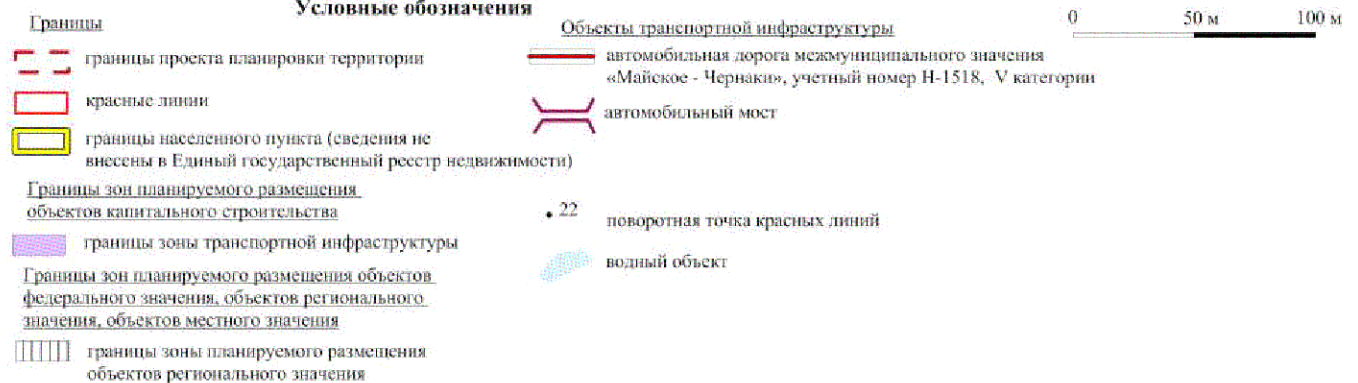 Условные обозначения
Границы
границы проекта планировки территории
красные линии
границы населенного пункта (сведения не
внесены в Единый государственный реестр недвижимости)
Границы зон планируемого размещения
объектов капитального строительства
границы зоны транспортной инфраструктуры
Границы зон планируемого размещения объектов
федерального значения, объектов регионального
значения, объектов местного значения
границы зоны планируемого размещения
объектов регионального значения
Объекты транспортной инфраструктуры
автомобильная дорога межмуниципального значения
«Майское - Чернаки», учетный номер Н-1518, V категории
автомобильный мост
22
поворотная точка красных линий
водный объект
0 50 м 100 м